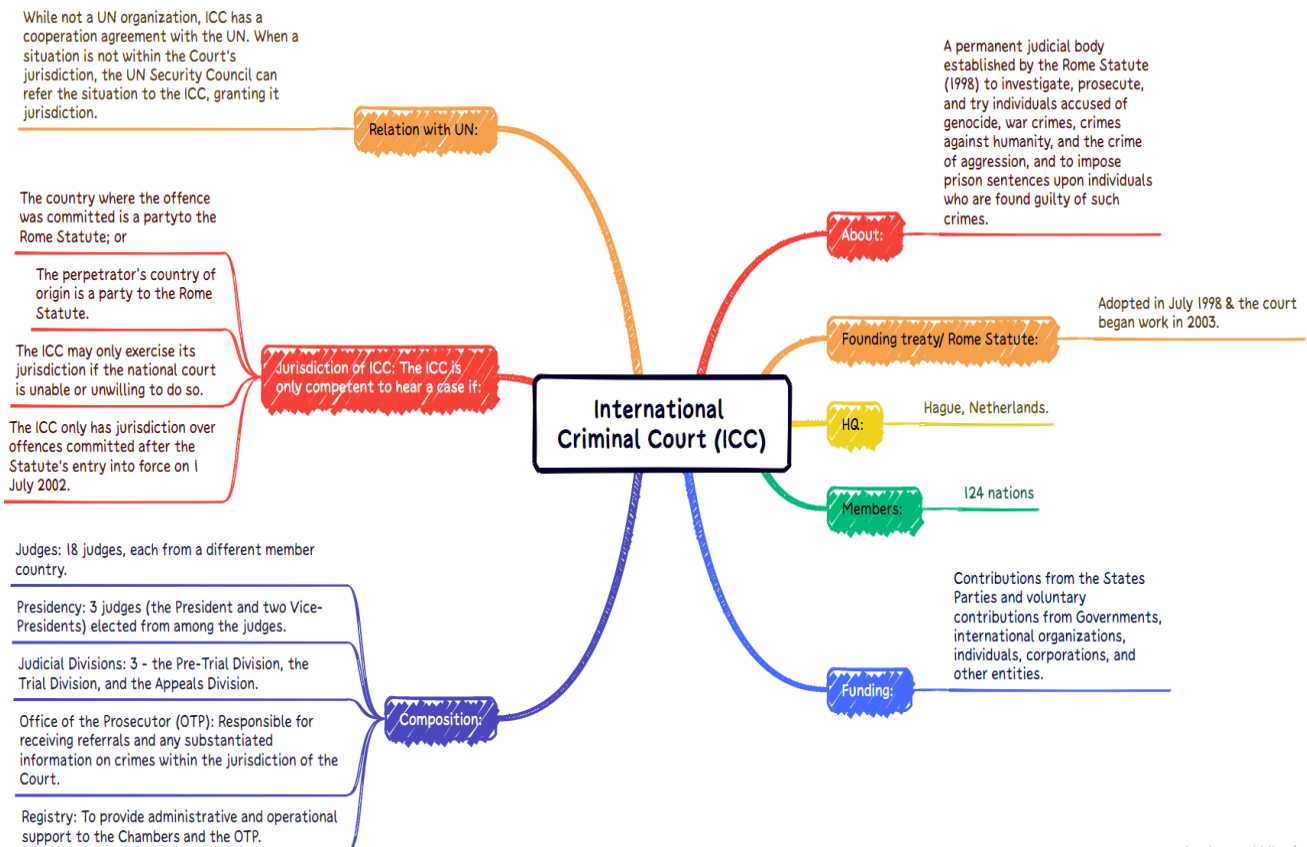 While not a UN organization, ICC has a
cooperation agreement with the UN. When a
situation is not within the Court's
jurisdiction, the UN Security Council can
refer the situation to the ICC, granting it
jurisdiction.
Relation with UN:
The country where the offence
was committed is a partyto the
Rome Statute; or
The perpetrator's country of
origin is a party to the Rome
Statute.
The ICC may only exercise its
jurisdiction if the national court
is unable or unwilling to do so.
The ICC only has jurisdiction over
offences committed after the
Statute's entry into force on 1
July 2002.
Jurisdiction of ICC: The ICC is
only competent to hear a case if:
Judges: 18 judges, each from a different member
country.
Presidency: 3 judges (the President and two Vice-
Presidents) elected from among the judges.
Judicial Divisions: 3 - the Pre-Trial Division, the
Trial Division, and the Appeals Division.
Office of the Prosecutor (OTP): Responsible for
receiving referrals and any substantiated
information on crimes within the jurisdiction of the
Court.
Registry: To provide administrative and operational
support to the Chambers and the OTP.
Composition:
International
Criminal Court (ICC)
A permanent judicial body
established by the Rome Statute
(1998) to investigate, prosecute,
and try individuals accused of
genocide, war crimes, crimes
against humanity, and the crime
of aggression, and to impose
prison sentences upon individuals
who are found guilty of such
crimes.
About:
Founding treaty/ Rome Statute:
Adopted in July 1998 & the court
began work in 2003.
HQ:
Hague, Netherlands.
Members:
124 nations
Contributions from the States
Parties and voluntary
contributions from Governments,
international organizations,
individuals, corporations, and
other entities.
Funding: